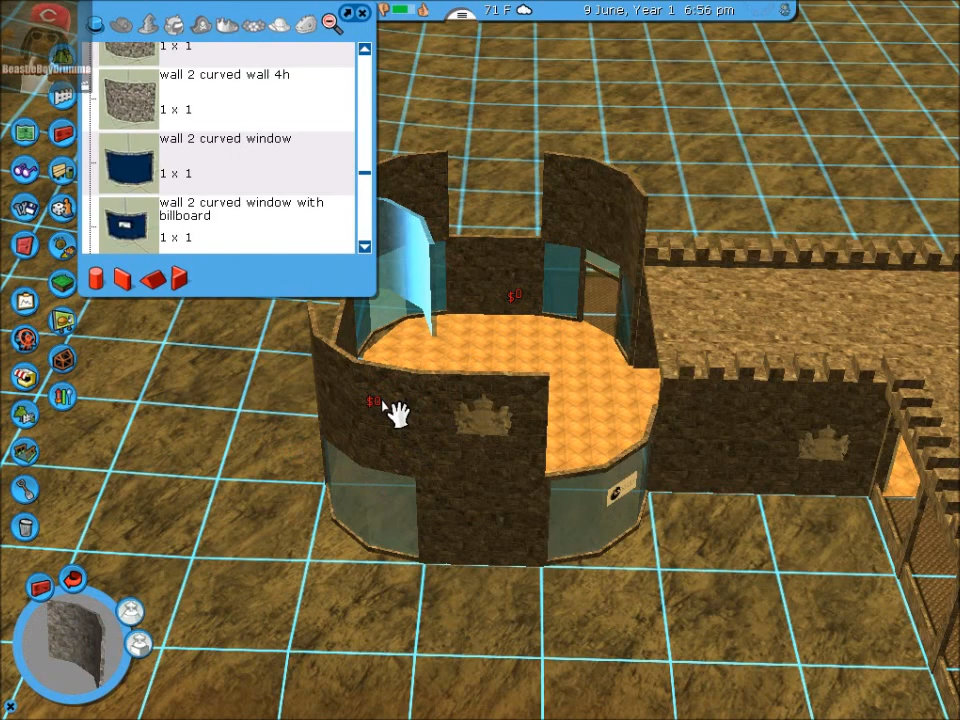 71 F
9 June, Year 1 6:56 pm
BeastieBoyDrums
1 x 1
wall 2 curved wall 4h
1 x 1
wall 2 curved window
1 x 1
wall 2 curved window with
billboard
1 x 1
$0
$0